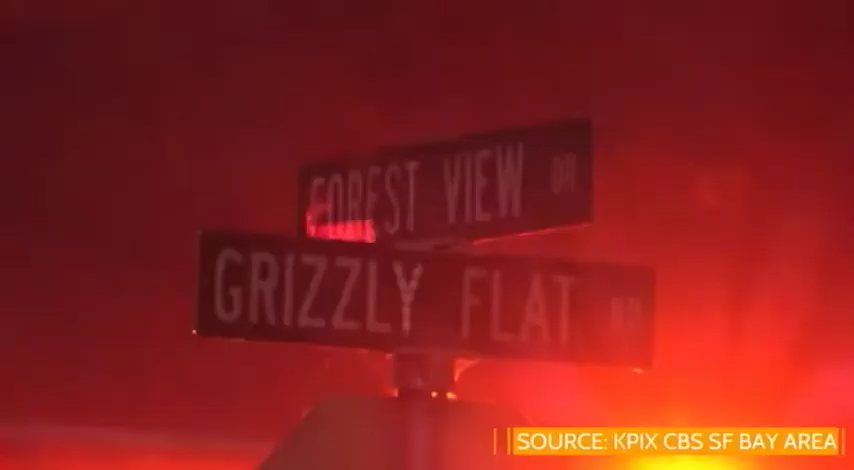 FOREST VIEW DR
GRIZZLY FLAT RD
SOURCE: KPIX CBS SF BAY AREA